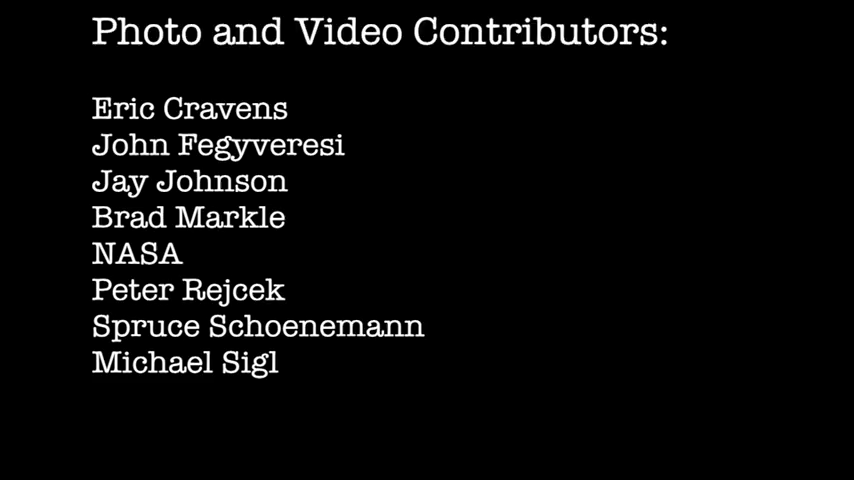 Photo and Video Contributors:
Eric Cravens
John Fegyveresi
Jay Johnson
Brad Markle
NASA
Peter Rejcek
Spruce Schoenemann
Michael Sigl